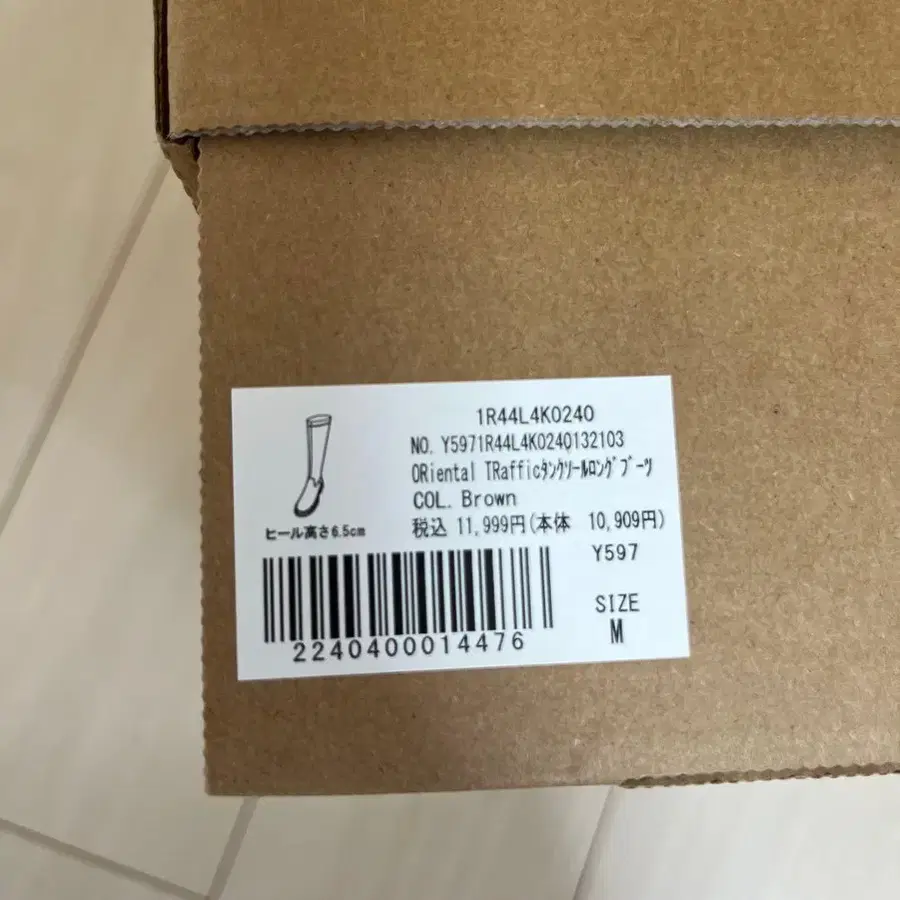 1R44L4K0240
NO. Y5971R44L4K0240132103
ORiental TRafficﾀﾝｸｿｰﾙﾛﾝｸﾞﾌﾞｰﾂ
COL. Brown
税込 11,999円(本体 10,909円)
ヒール高さ6.5cm
Y597
SIZE
M
2240400014476